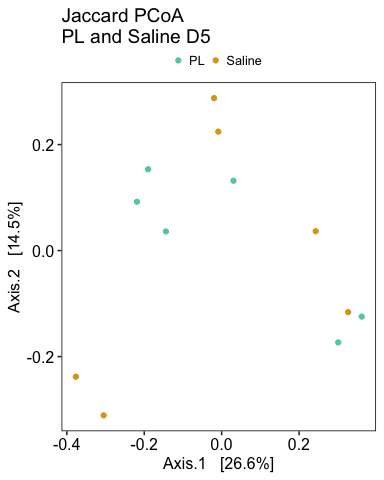 Jaccard PCoA
PL and Saline D5
PL Saline
0.2
0.0
-0.2
Axis.2 [14.5%]
-0.4 -0.2 0.0 0.2
Axis.1 [26.6%]